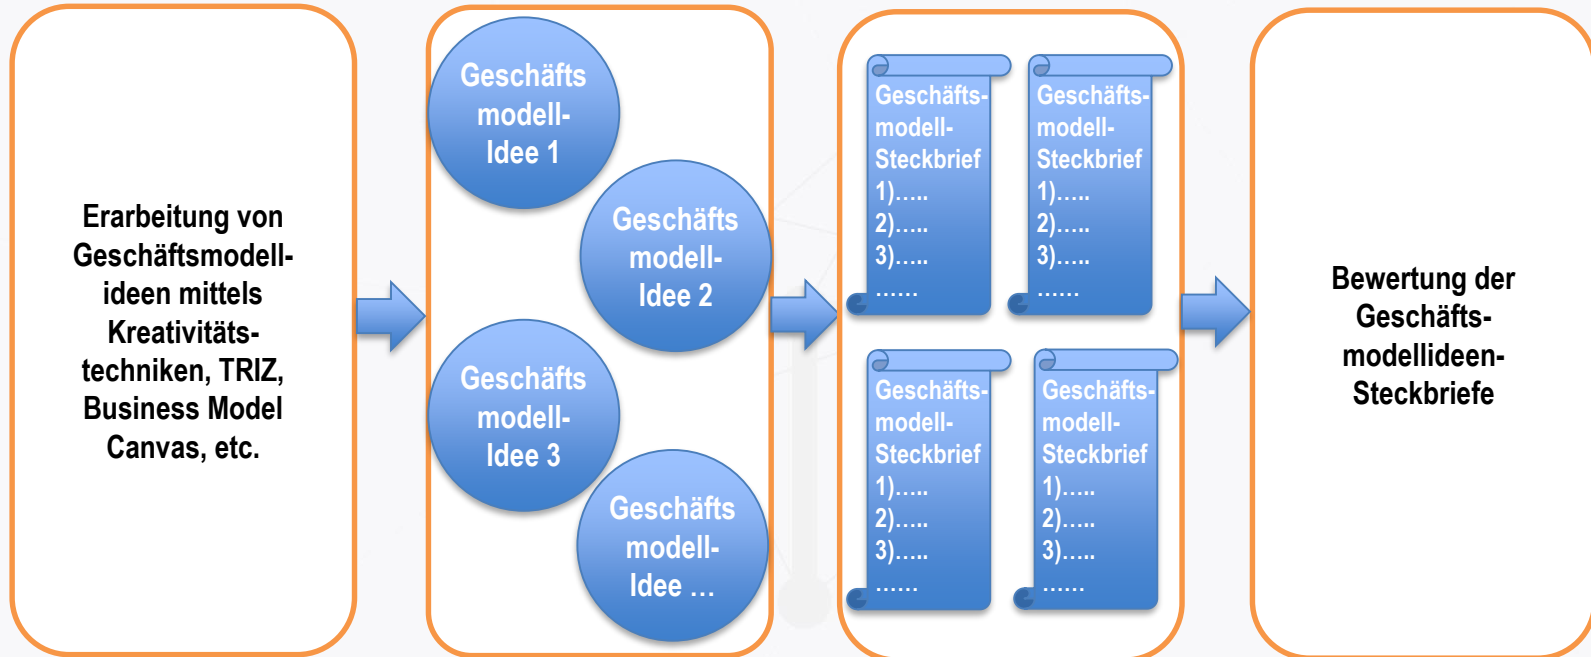 Erarbeitung von
Geschäftsmodell-
ideen mittels
Kreativitäts-
techniken, TRIZ,
Business Model
Canvas, etc.
Geschäfts
modell-
Idee 1
Geschäfts
modell-
Idee 2
Geschäfts
modell-
Idee 3
Geschäfts
modell-
Idee …
Geschäfts-
modell-
Steckbrief
1)…..
2)…..
3)…..
……
Geschäfts-
modell-
Steckbrief
1)…..
2)…..
3)…..
……
Geschäfts-
modell-
Steckbrief
1)…..
2)…..
3)…..
……
Geschäfts-
modell-
Steckbrief
1)…..
2)…..
3)…..
……
Bewertung der
Geschäfts-
modellideen-
Steckbriefe